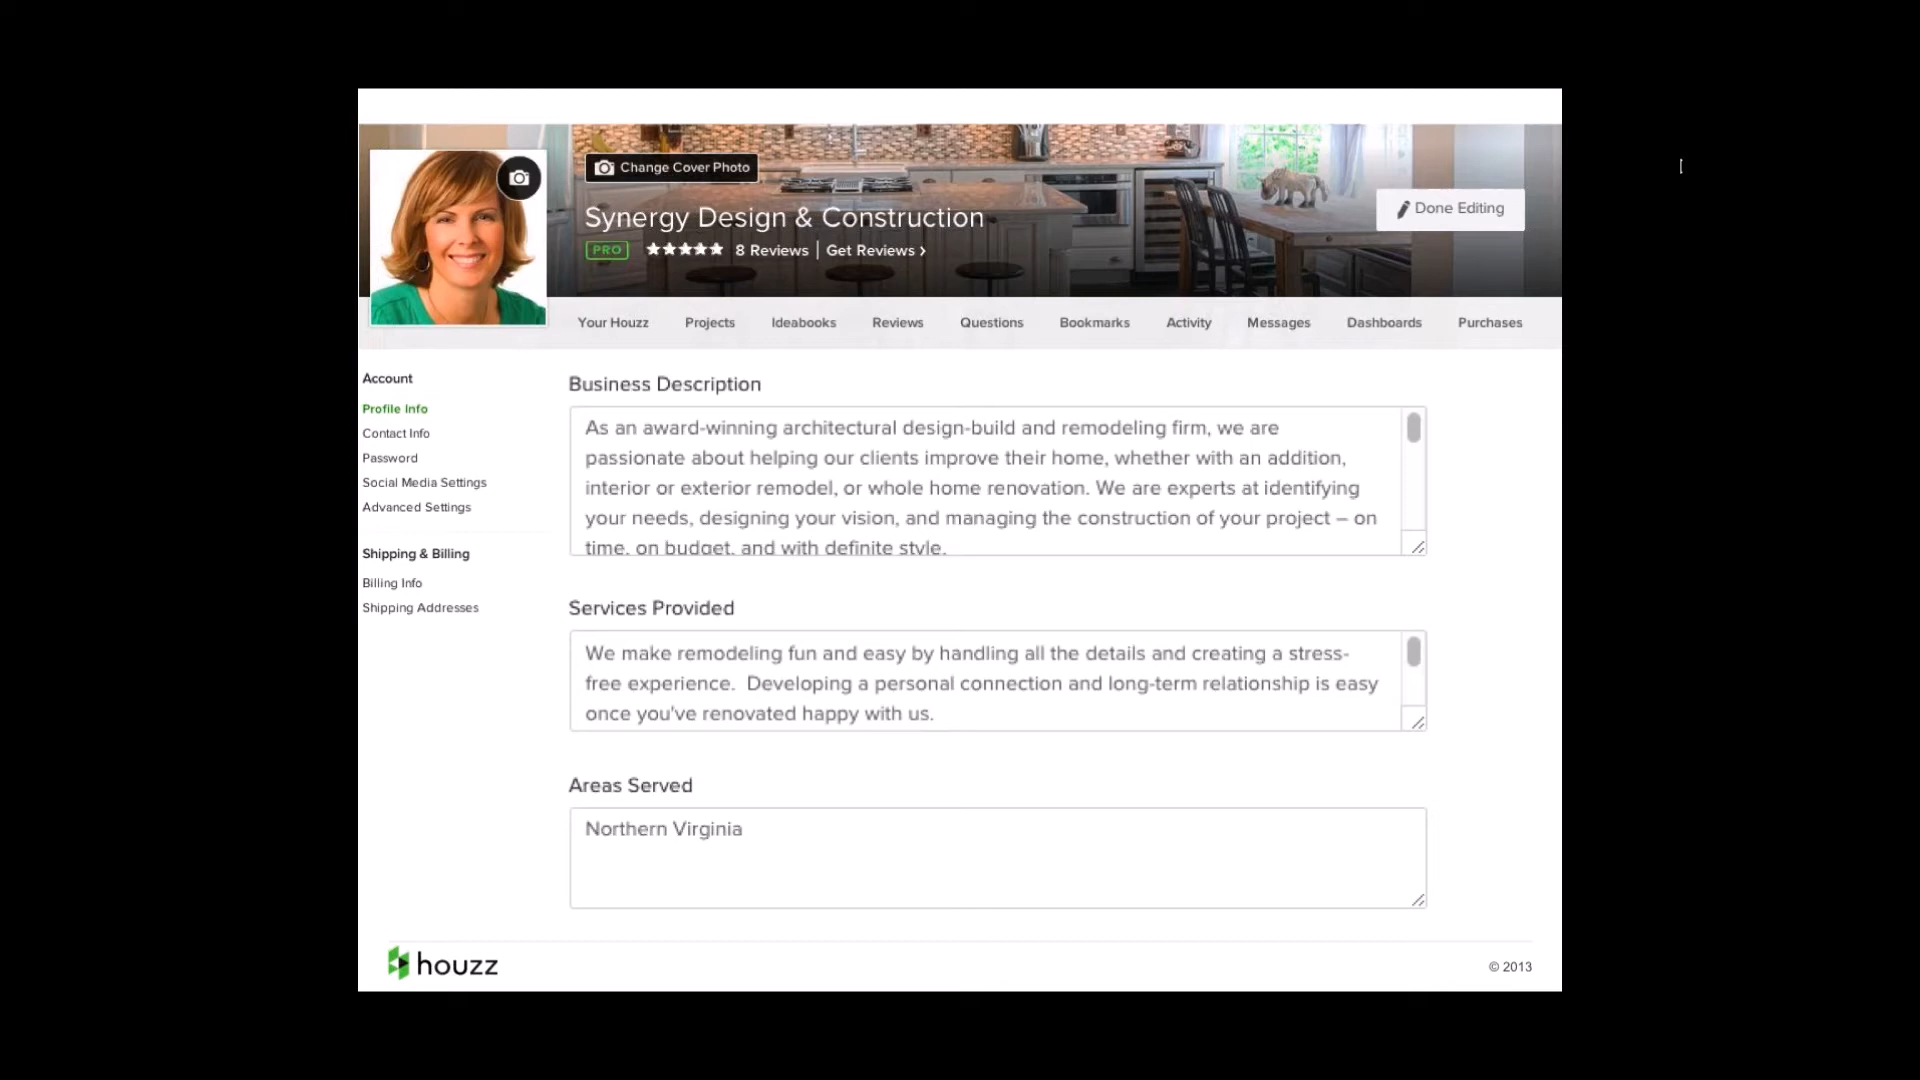 Change Cover Photo
Synergy Design & Construction
Done Editing
PRO ★★★★★ 8 Reviews | Get Reviews ›
Your Houzz Projects Ideabooks Reviews Questions Bookmarks Activity Messages Dashboards Purchases
Account
Profile Info
Contact Info
Password
Social Media Settings
Advanced Settings
Shipping & Billing
Billing Info
Shipping Addresses
Business Description
As an award-winning architectural design-build and remodeling firm, we are
passionate about helping our clients improve their home, whether with an addition,
interior or exterior remodel, or whole home renovation. We are experts at identifying
your needs, designing your vision, and managing the construction of your project – on
time, on budget, and with definite style.
Services Provided
We make remodeling fun and easy by handling all the details and creating a stress-
free experience.  Developing a personal connection and long-term relationship is easy
once you've renovated happy with us.
Areas Served
Northern Virginia
houzz
© 2013